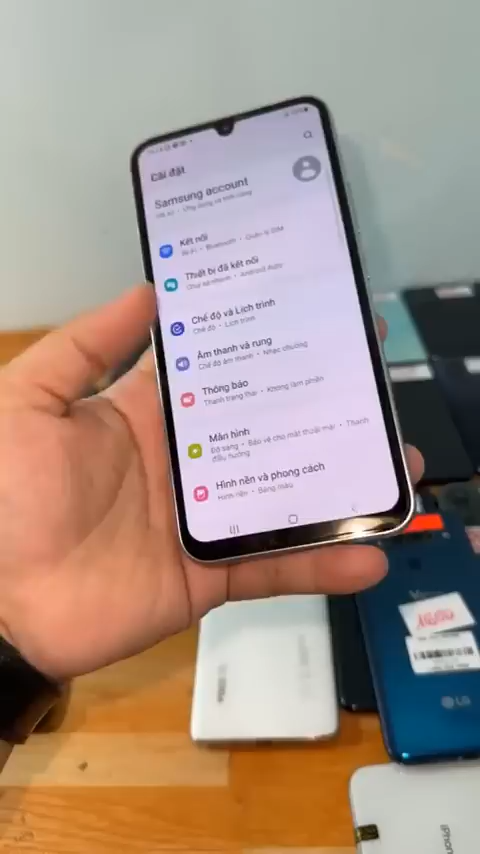 Cài đặt
Samsung account
Kết nối
Wi-Fi • Bluetooth • Quản lý SIM
Thiết bị đã kết nối
Chia sẻ nhanh • Android Auto
Chế độ và Lịch trình
Chế độ • Lịch trình
Âm thanh và rung
Chế độ âm thanh • Nhạc chuông
Thông báo
Thanh trạng thái • Không làm phiền
Màn hình
Độ sáng • Bảo vệ cho mắt thoải mái • Thanh
điều hướng
Hình nền và phong cách
Hình nền • Bảng màu
LG